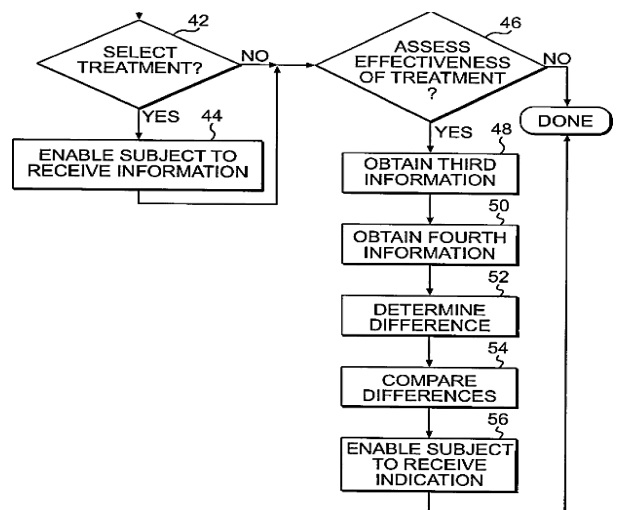 42
SELECT
TREATMENT?
NO
YES
44
ENABLE SUBJECT TO
RECEIVE INFORMATION
46
ASSESS
EFFECTIVENESS
OF TREATMENT
?
NO
DONE
YES
48
OBTAIN THIRD
INFORMATION
50
OBTAIN FOURTH
INFORMATION
52
DETERMINE
DIFFERENCE
54
COMPARE
DIFFERENCES
56
ENABLE SUBJECT
TO RECEIVE
INDICATION